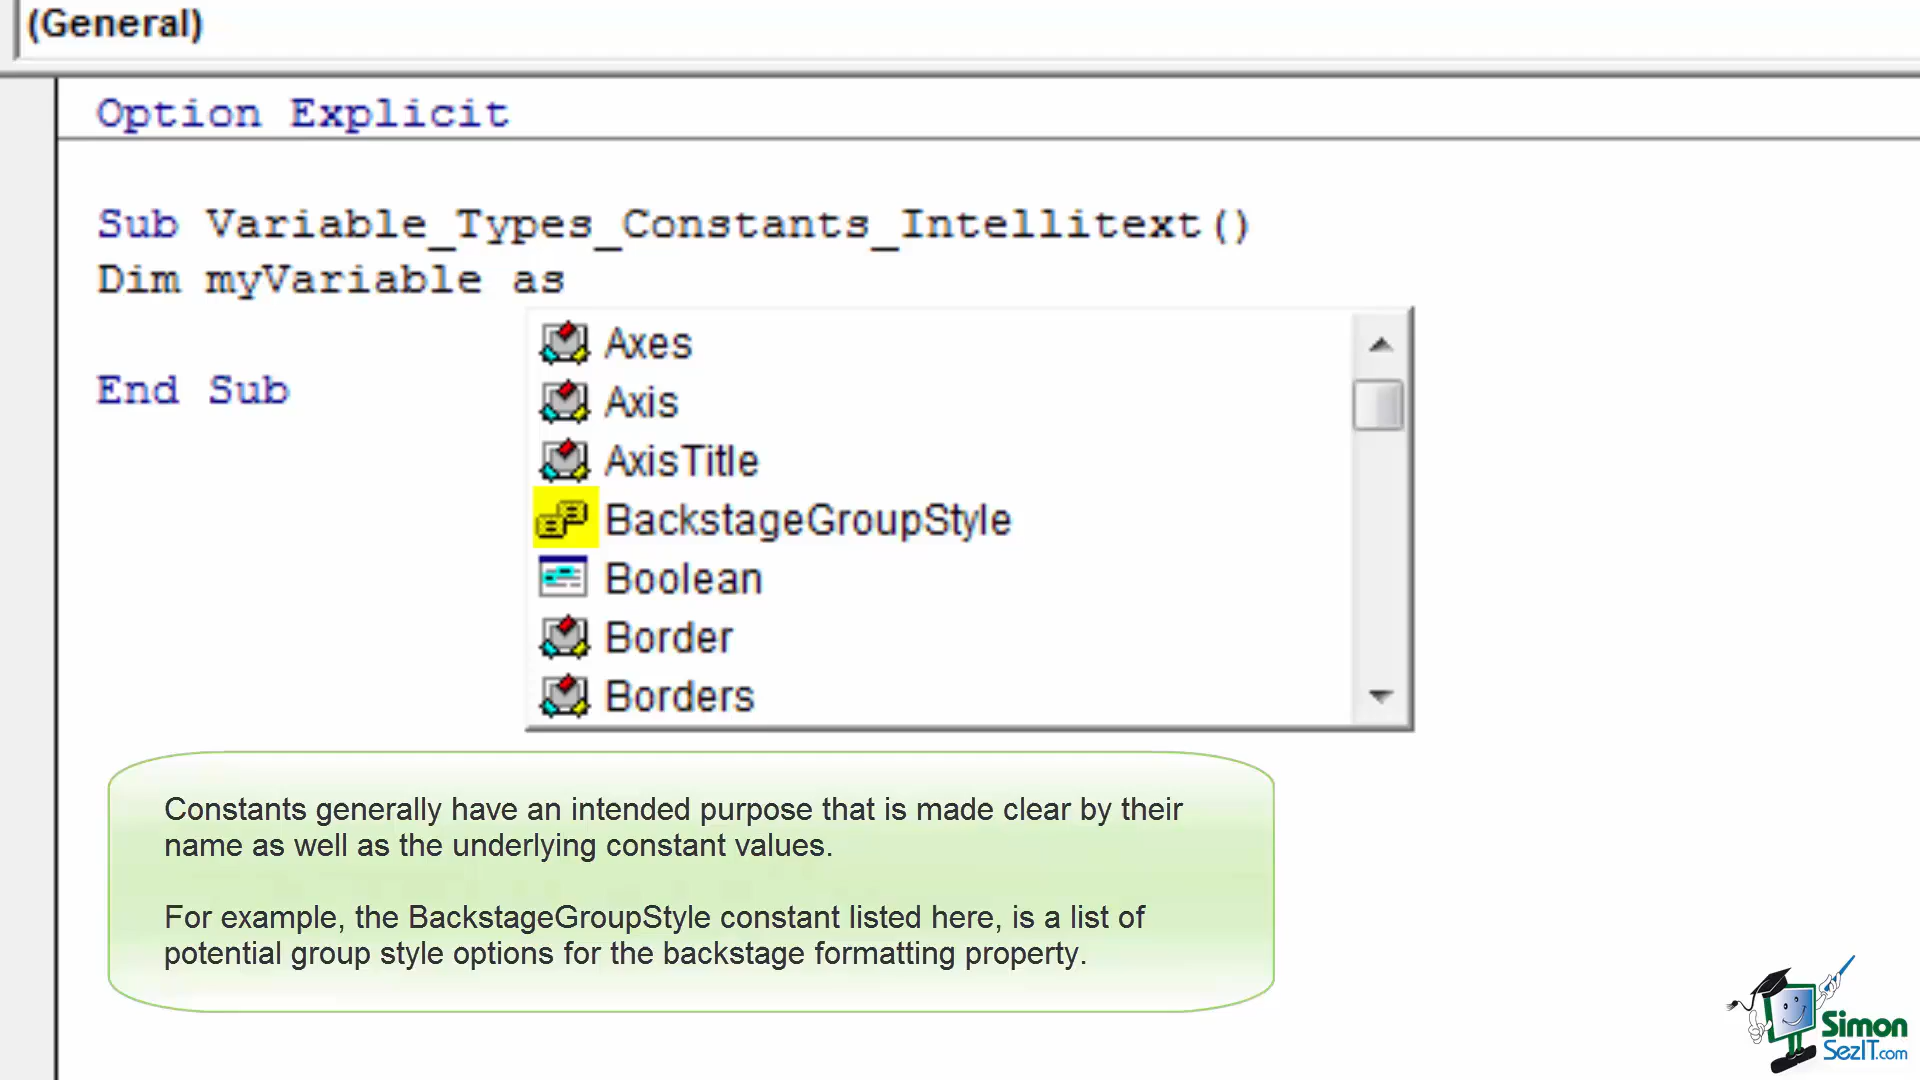 (General)
Option Explicit
Sub Variable_Types_Constants_Intellitext()
Dim myVariable as
Axes
Axis
AxisTitle
BackstageGroupStyle
Boolean
Border
Borders
End Sub
Constants generally have an intended purpose that is made clear by their
name as well as the underlying constant values.
For example, the BackstageGroupStyle constant listed here, is a list of
potential group style options for the backstage formatting property.
Simon
SezIT.com